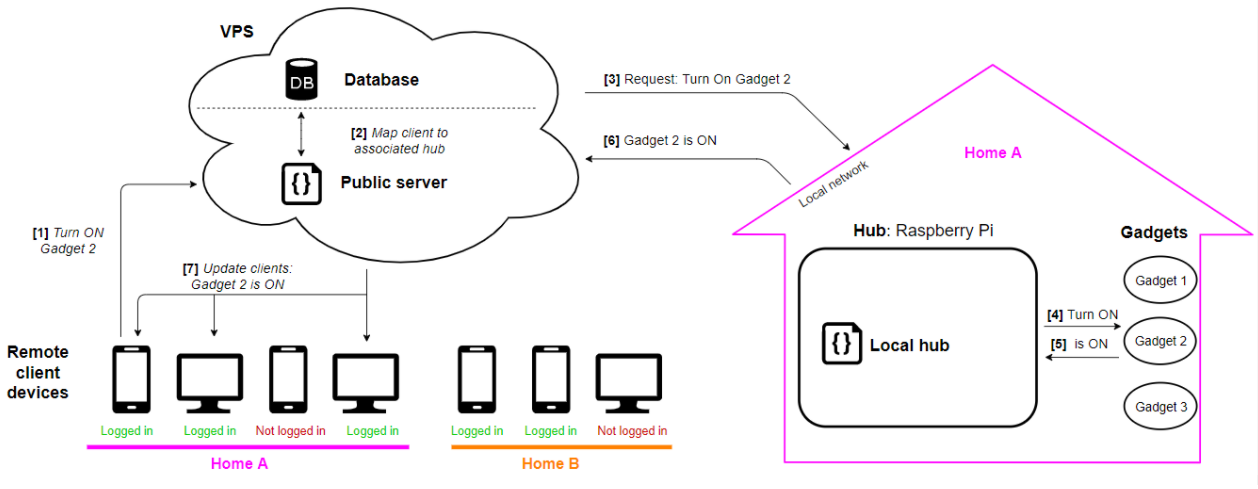 VPS
DB
Database
[2] Map client to
associated hub
{}
Public server
[1] Turn ON
Gadget 2
[7] Update clients:
Gadget 2 is ON
[3] Request: Turn On Gadget 2
[6] Gadget 2 is ON
Local network
Home A
Hub: Raspberry Pi
Gadgets
Gadget 1
[4] Turn ON
{}
Local hub
Gadget 2
[5] is ON
Gadget 3
Remote
client
devices
Logged in
Logged in
Not logged in
Logged in
Home A
Logged in
Logged in
Not logged in
Home B